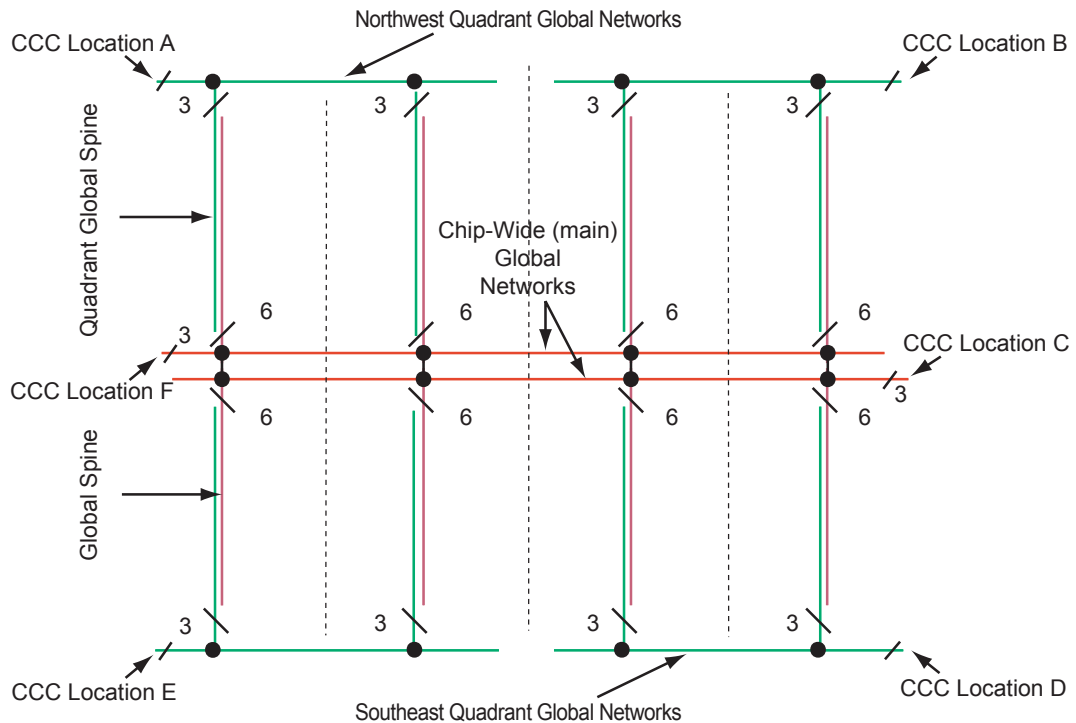 Northwest Quadrant Global Networks
CCC Location A
CCC Location B
3
3
3
3
Quadrant Global Spine
Chip-Wide (main)
Global
Networks
6
6
6
6
3
CCC Location C
CCC Location F
3
6
6
6
6
Global Spine
3
3
3
3
CCC Location E
CCC Location D
Southeast Quadrant Global Networks